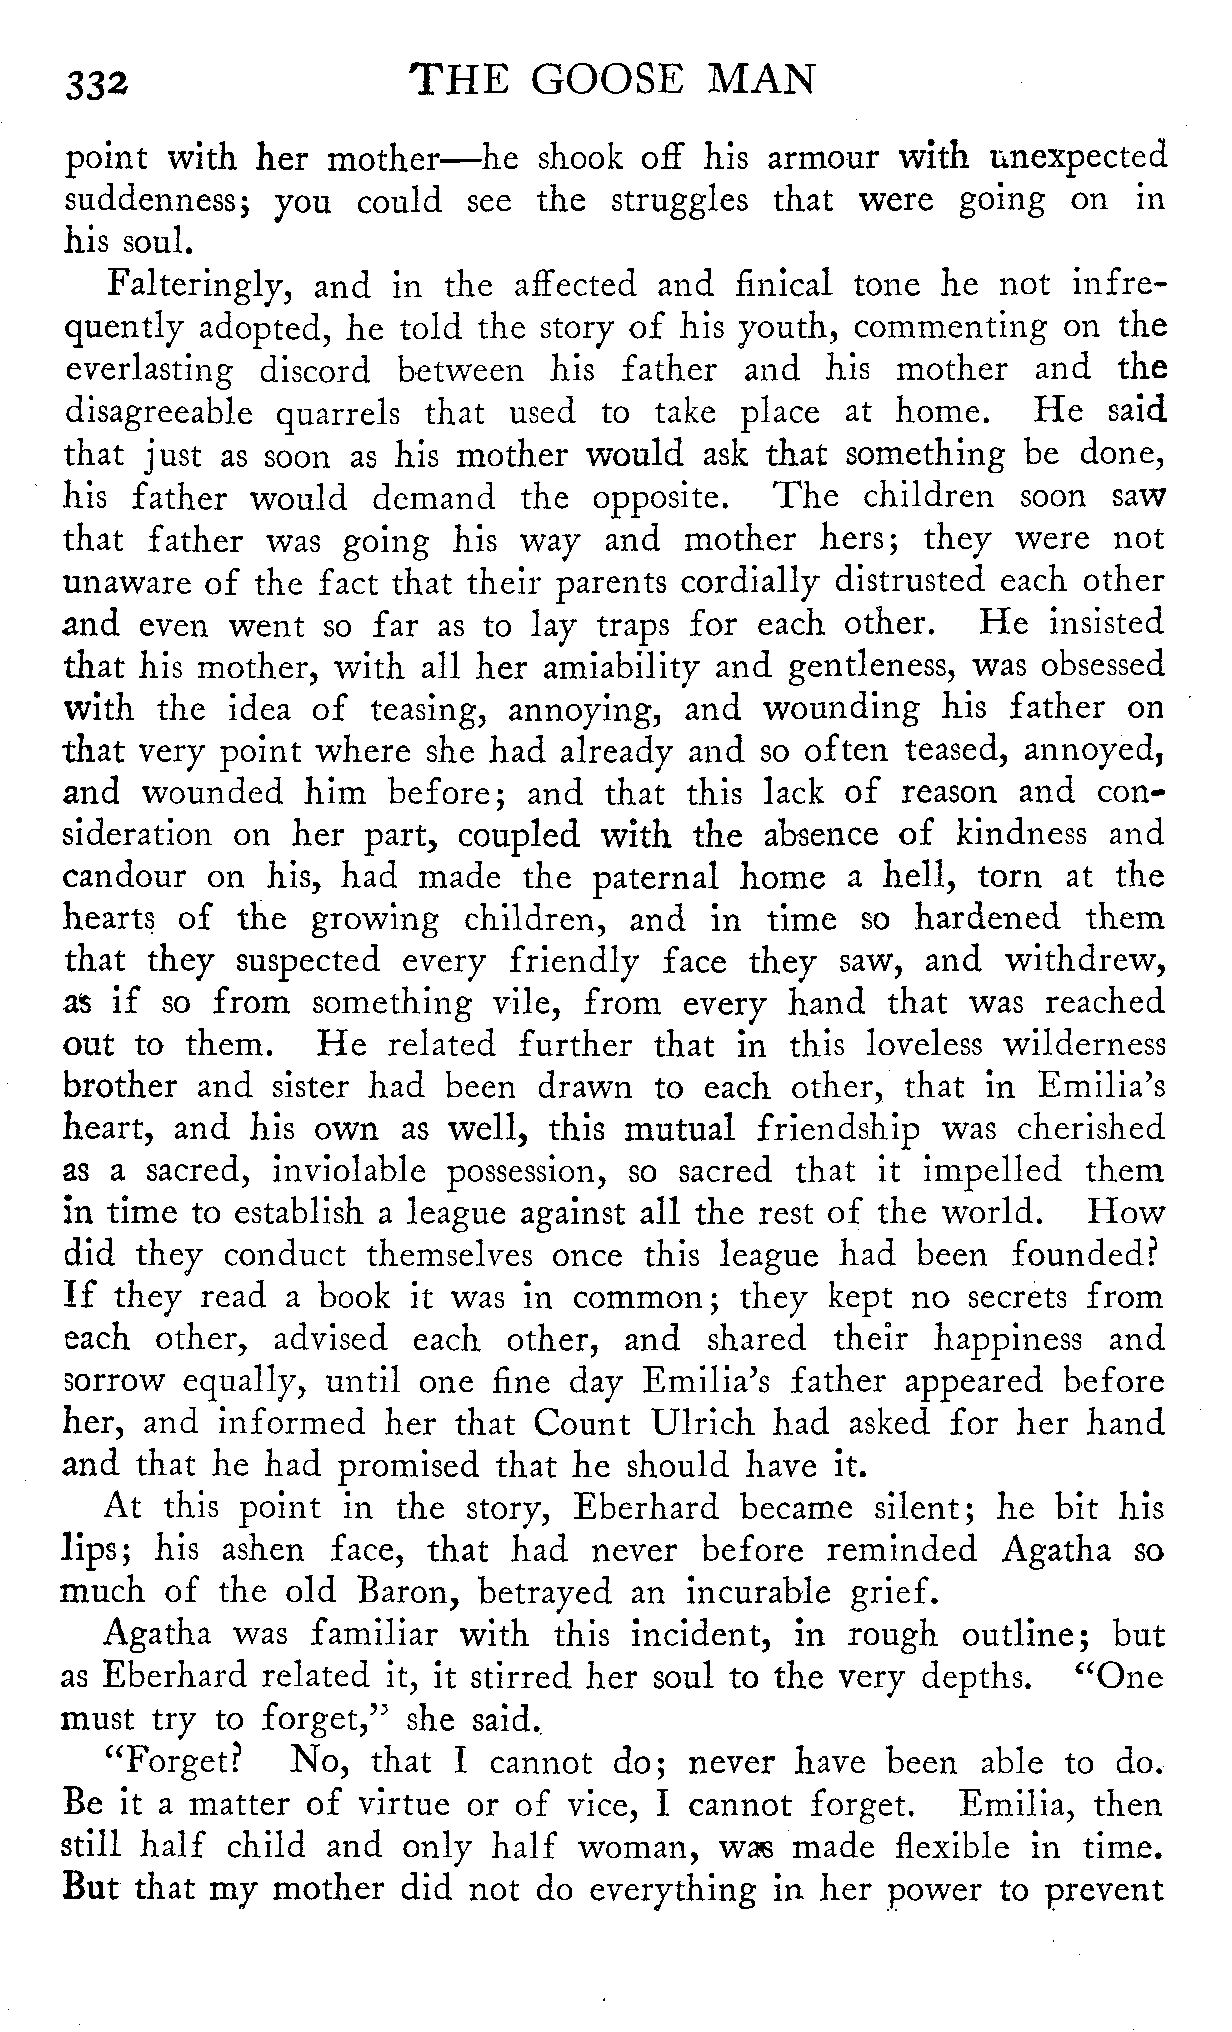 332 THE GOOSE MAN
point with her mother—he shook off his armour with unexpected
suddenness; you could see the struggles that were going on in
his soul.
Falteringly, and in the affected and finical tone he not infre-
quently adopted, he told the story of his youth, commenting on the
everlasting discord between his father and his mother and the
disagreeable quarrels that used to take place at home. He said
that just as soon as his mother would ask that something be done,
his father would demand the opposite. The children soon saw
that father was going his way and mother hers; they were not
unaware of the fact that their parents cordially distrusted each other
and even went so far as to lay traps for each other. He insisted
that his mother, with all her amiability and gentleness, was obsessed
with the idea of teasing, annoying, and wounding his father on
that very point where she had already and so often teased, annoyed,
and wounded him before; and that this lack of reason and con-
sideration on her part, coupled with the absence of kindness and
candour on his, had made the paternal home a hell, torn at the
hearts of the growing children, and in time so hardened them
that they suspected every friendly face they saw, and withdrew,
as if so from something vile, from every hand that was reached
out to them. He related further that in this loveless wilderness
brother and sister had been drawn to each other, that in Emilia's
heart, and his own as well, this mutual friendship was cherished
as a sacred, inviolable possession, so sacred that it impelled them
in time to establish a league against all the rest of the world. How
did they conduct themselves once this league had been founded?
If they read a book it was in common; they kept no secrets from
each other, advised each other, and shared their happiness and
sorrow equally, until one fine day Emilia's father appeared before
her, and informed her that Count Ulrich had asked for her hand
and that he had promised that he should have it.
At this point in the story, Eberhard became silent; he bit his
lips; his ashen face, that had never before reminded Agatha so
much of the old Baron, betrayed an incurable grief.
Agatha was familiar with this incident, in rough outline; but
as Eberhard related it, it stirred her soul to the very depths. "One
must try to forget," she said.
"Forget? No, that I cannot do; never have been able to do.
Be it a matter of virtue or of vice, I cannot forget. Emilia, then
still half child and only half woman, was made flexible in time.
But that my mother did not do everything in her power to prevent